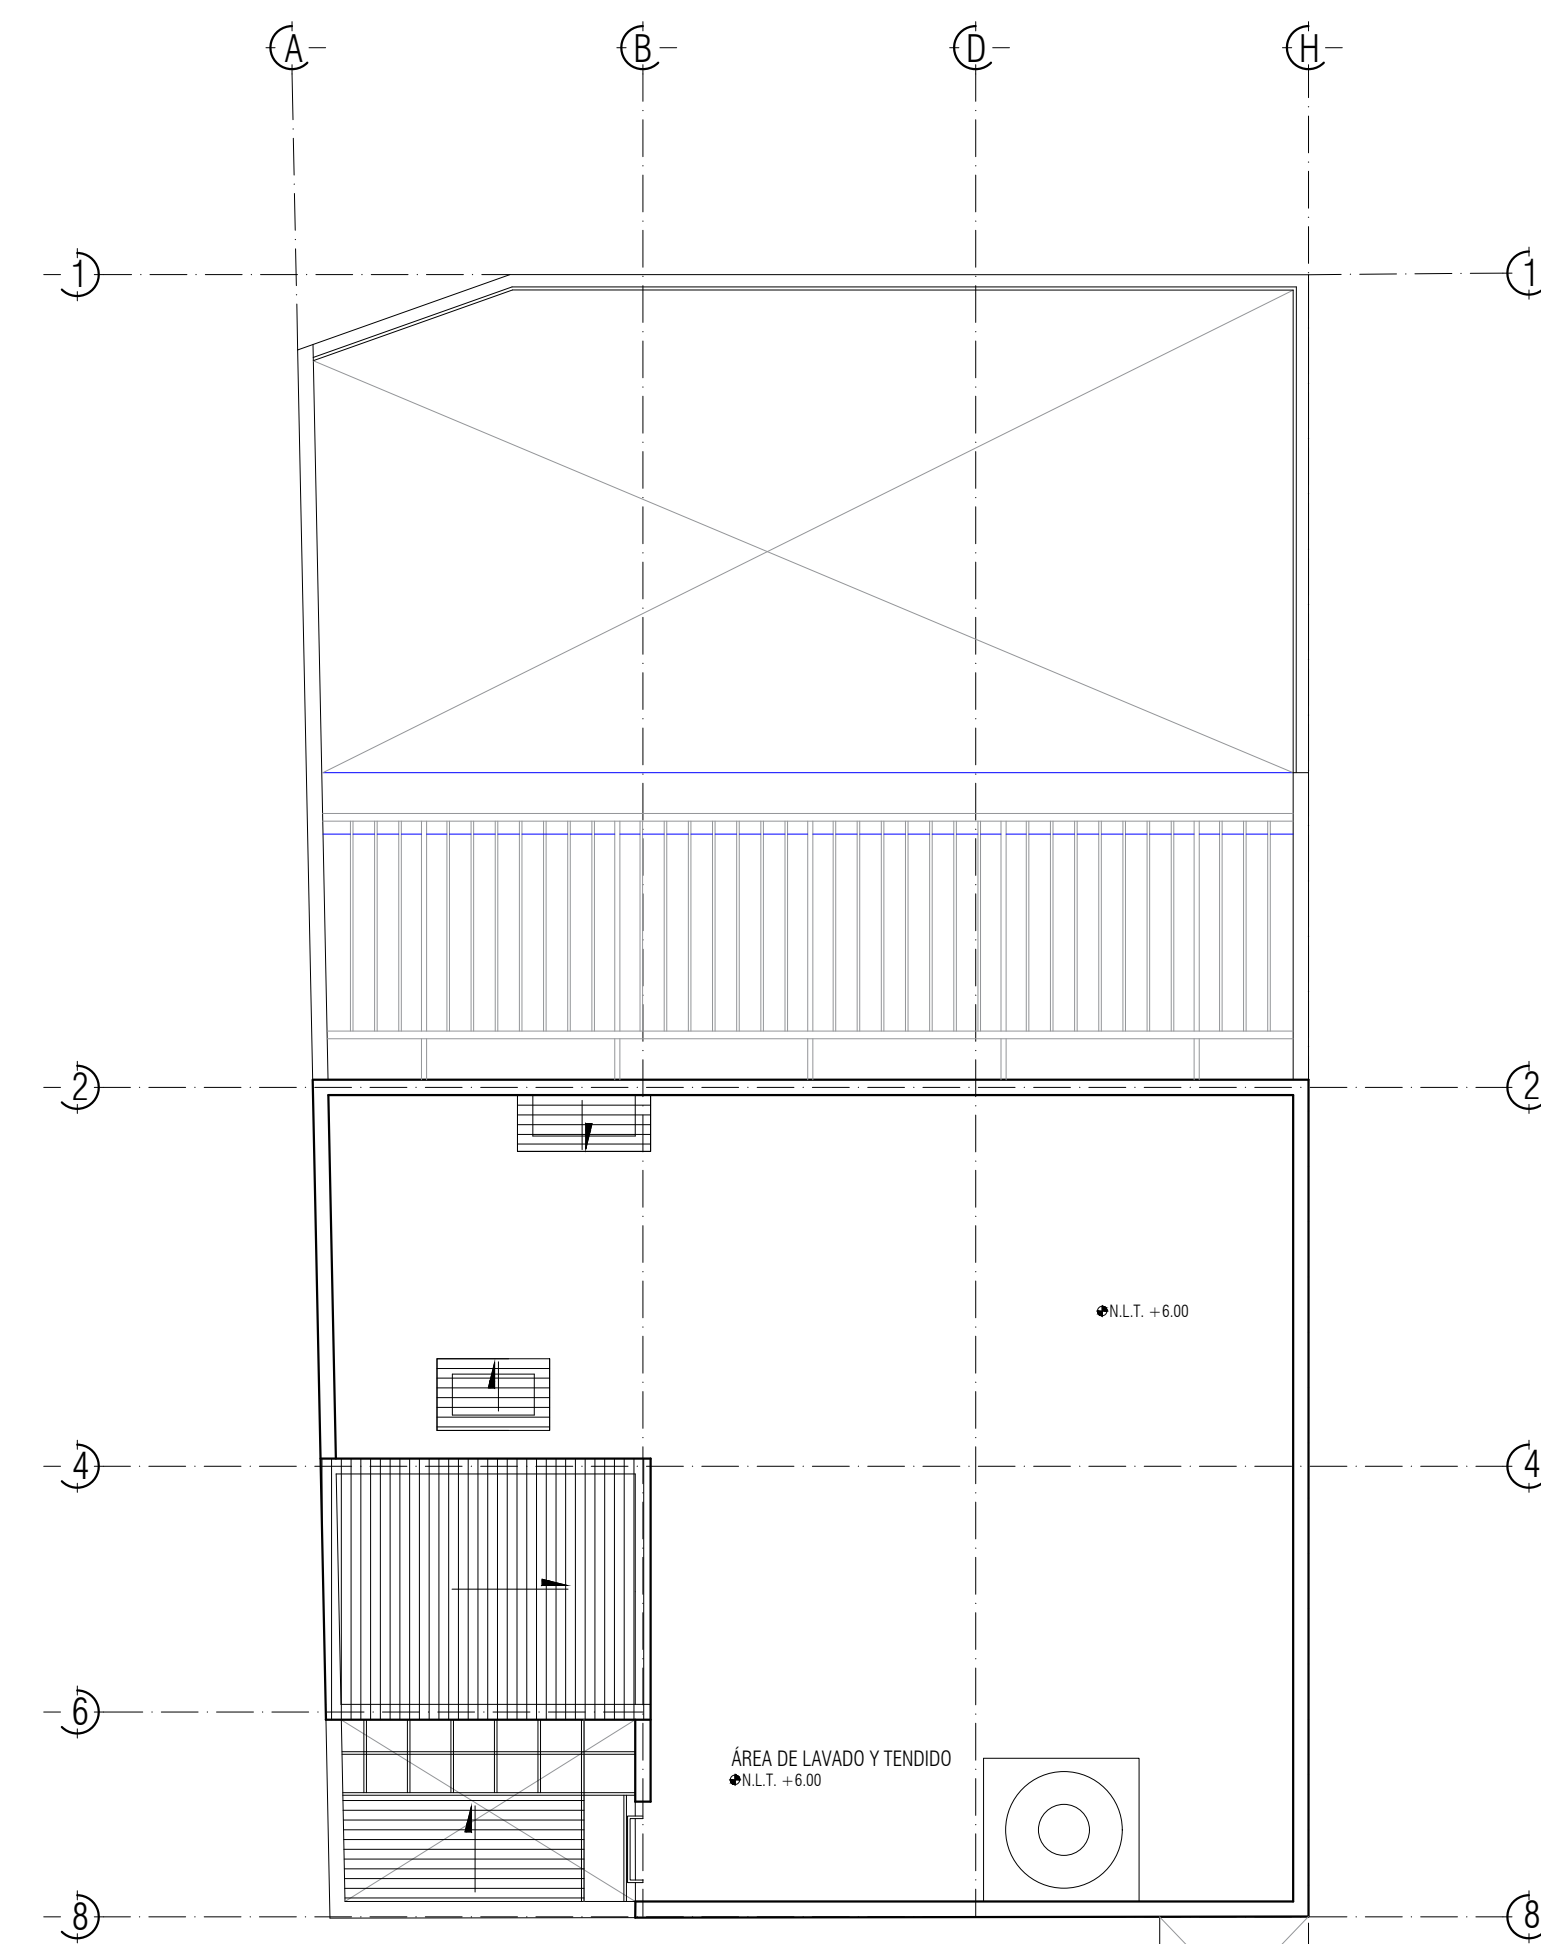 A B D H
1 1
2 2
N.L.T. +6.00
4 4
6
ÁREA DE LAVADO Y TENDIDO
N.L.T. +6.00
8 8